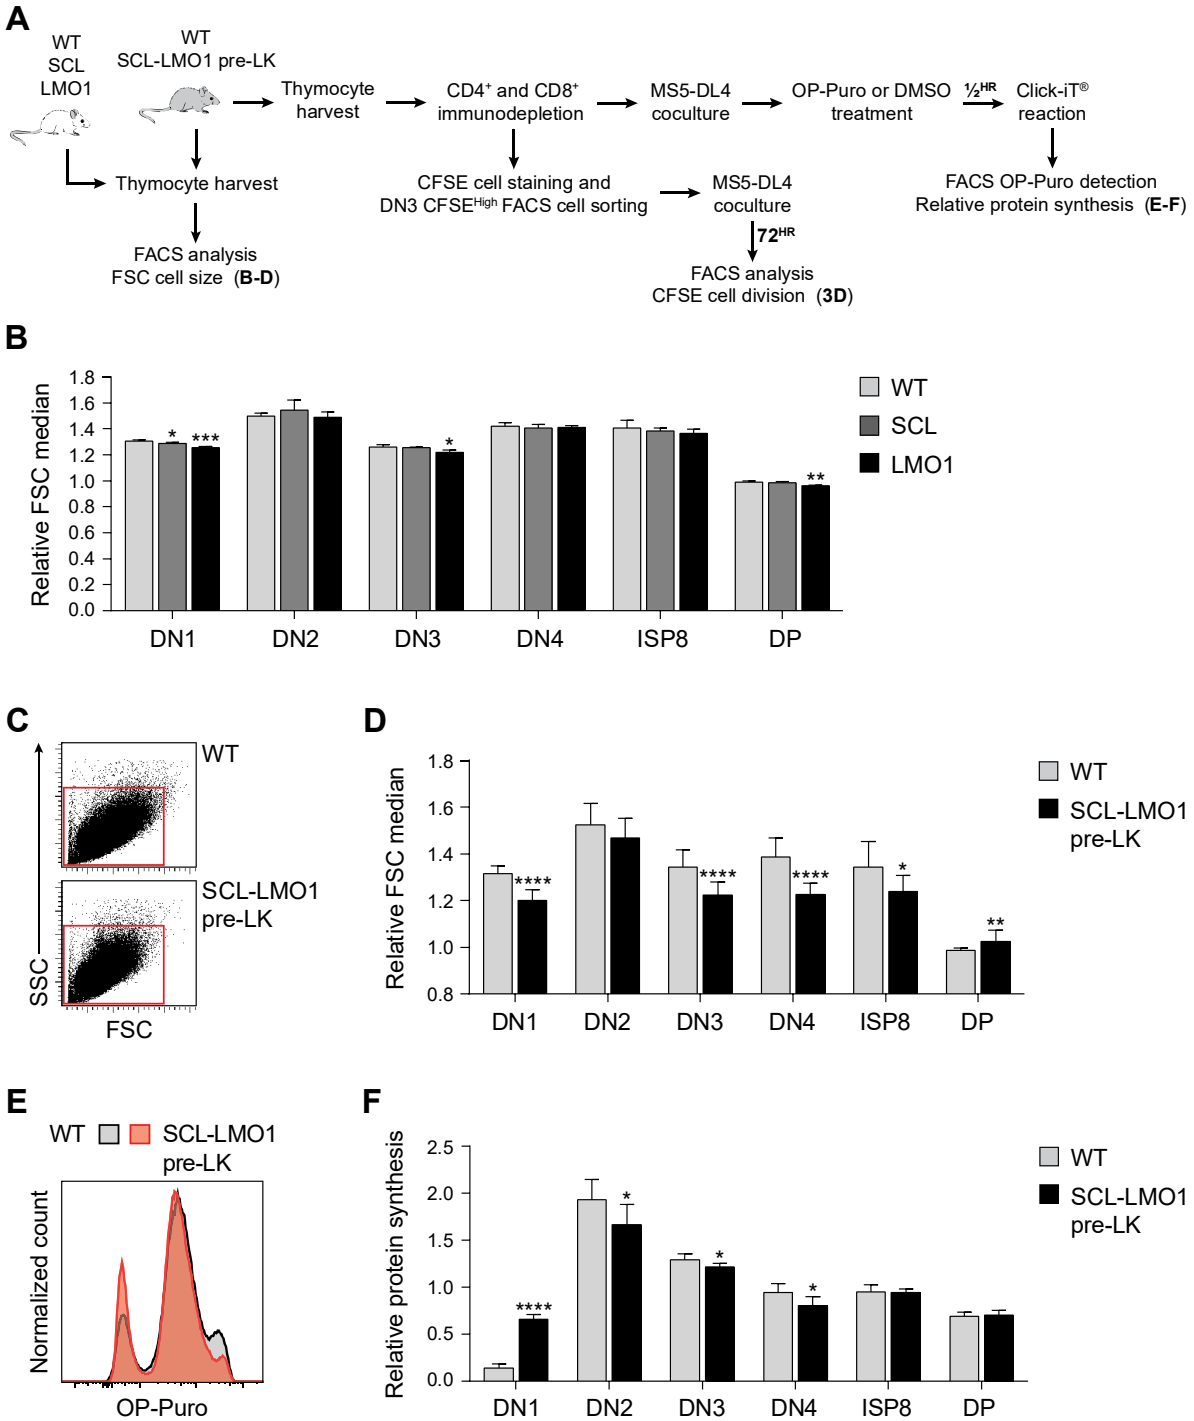 A
WT
SCL
LMO1
WT
SCL-LMO1 pre-LK
Thymocyte
harvest
CD4⁺ and CD8⁺
immunodepletion
MS5-DL4
coculture
OP-Puro or DMSO
treatment
½ᴴᴿ
Click-iT®
reaction
Thymocyte harvest
CFSE cell staining and
DN3 CFSEᴴⁱᵍʰ FACS cell sorting
MS5-DL4
coculture
FACS OP-Puro detection
Relative protein synthesis (E-F)
72ᴴᴿ
FACS analysis
FSC cell size (B-D)
FACS analysis
CFSE cell division (3D)
B
Relative FSC median
1.8
1.6
1.4
1.2
1.0
0.8
0.6
0.4
0.2
0.0
* ***
*
**
DN1 DN2 DN3 DN4 ISP8 DP
WT
SCL
LMO1
C
WT
SCL-LMO1
pre-LK
SSC
FSC
D
Relative FSC median
1.8
1.6
1.4
1.2
1.0
0.8
**** **** **** * **
DN1 DN2 DN3 DN4 ISP8 DP
WT
SCL-LMO1
pre-LK
E
WT SCL-LMO1
pre-LK
Normalized count
OP-Puro
F
Relative protein synthesis
2.5
2.0
1.5
1.0
0.5
0.0
**** * * *
DN1 DN2 DN3 DN4 ISP8 DP
WT
SCL-LMO1
pre-LK